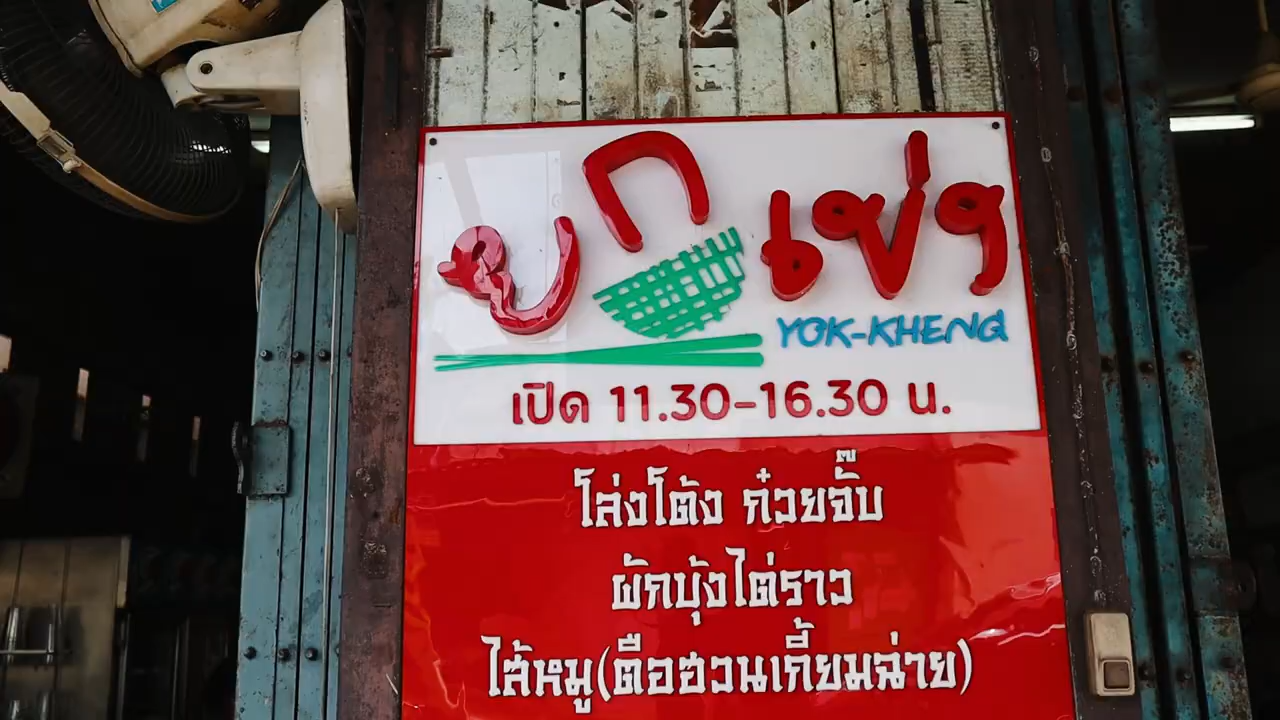 ยกเข่ง
YOK-KHENG
เปิด 11.30-16.30 น.
โล่งโต้ง ก๋วยจั๊บ
ผักบุ้งไต่ราว
ไส้หมู(ตือฮวนเกี้ยมฉ่าย)